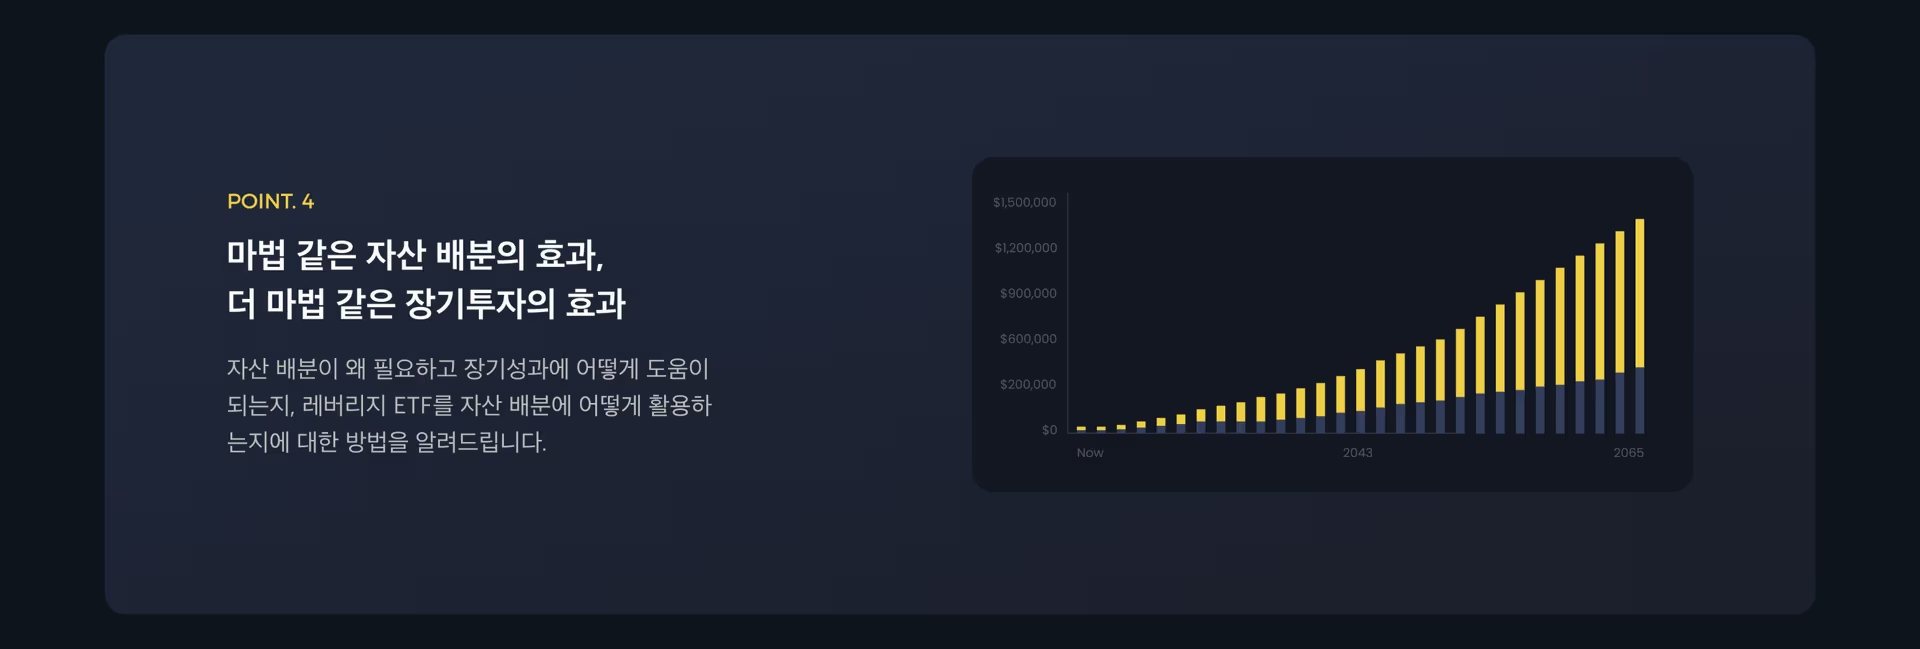 POINT. 4
마법 같은 자산 배분의 효과,
더 마법 같은 장기투자의 효과
자산 배분이 왜 필요하고 장기성과에 어떻게 도움이
되는지, 레버리지 ETF를 자산 배분에 어떻게 활용하
는지에 대한 방법을 알려드립니다.
$1,500,000
$1,200,000
$900,000
$600,000
$200,000
$0
Now
2043
2065